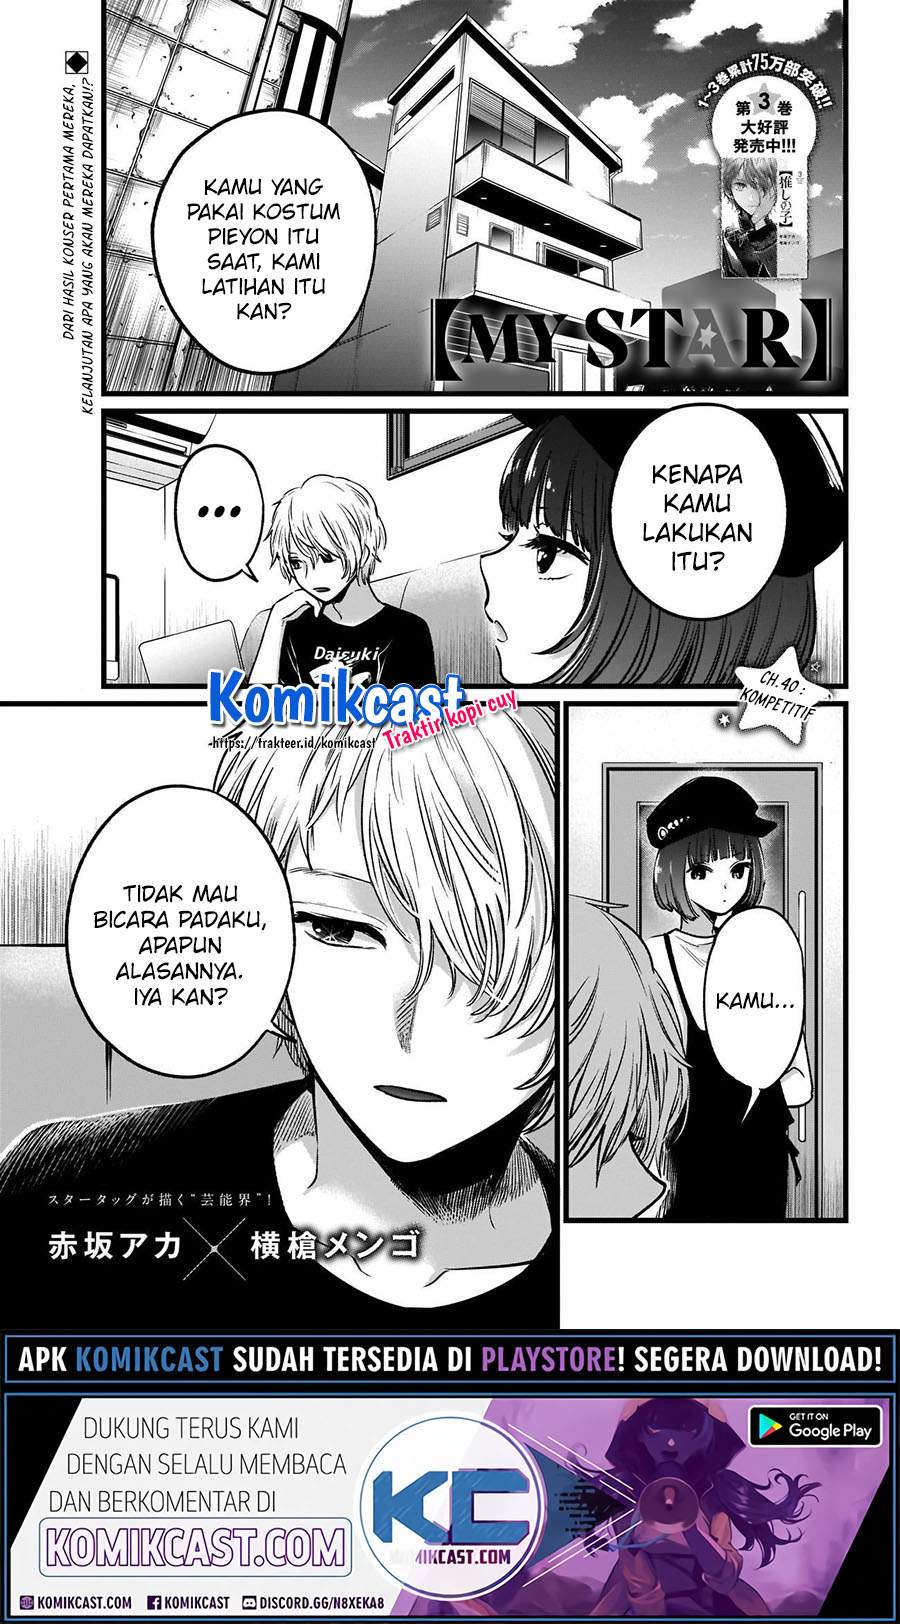 DARI HASIL KONSER PERTAMA MEREKA,
KELANJUTAN APA YANG AKAN MEREKA DAPATKAN!?
1~3巻累計75万部突破!!
第3巻
大好評
発売中!!!
【推しの子】
KAMU YANG
PAKAI KOSTUM
PIEYON ITU
SAAT, KAMI
LATIHAN ITU
KAN?
【MY STAR】
KENAPA
KAMU
LAKUKAN
ITU?
...
Daisuki
CH.40 :
KOMPETITIF
Komikcast
Traktir kopi cuy
-https://trakteer.id/komikcast
KAMU...
TIDAK MAU
BICARA PADAKU,
APAPUN
ALASANNYA.
IYA KAN?
スタータッグが描く“芸能界”!
赤坂アカ×横槍メンゴ
APK KOMIKCAST SUDAH TERSEDIA DI PLAYSTORE! SEGERA DOWNLOAD!
DUKUNG TERUS KAMI
DENGAN SELALU MEMBACA
DAN BERKOMENTAR DI
KOMIKCAST.COM
KC
KOMIKCAST.COM
GET IT ON
Google Play
KOMIKCAST.COM
KOMIKCAST
DISCORD.GG/N8XEKA8